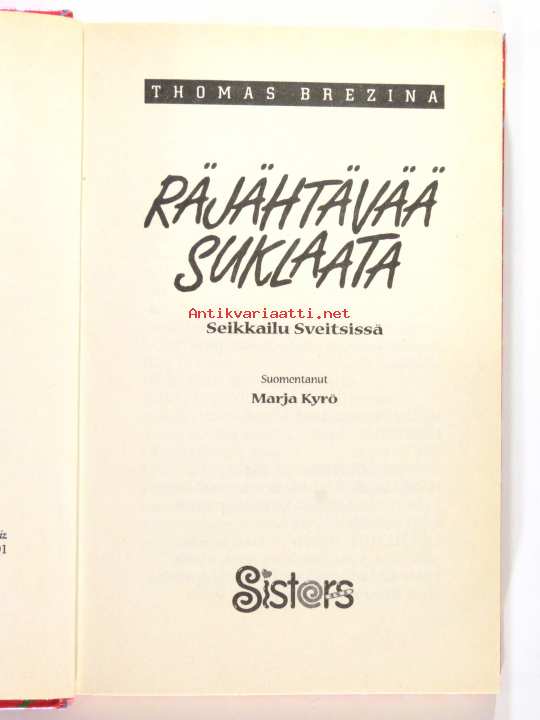 THOMAS BREZINA
RÄJÄHTÄVÄÄ
SUKLAATA
Antikvariaatti.net
Seikkailu Sveitsissä
Suomentanut
Marja Kyrö
Sisters